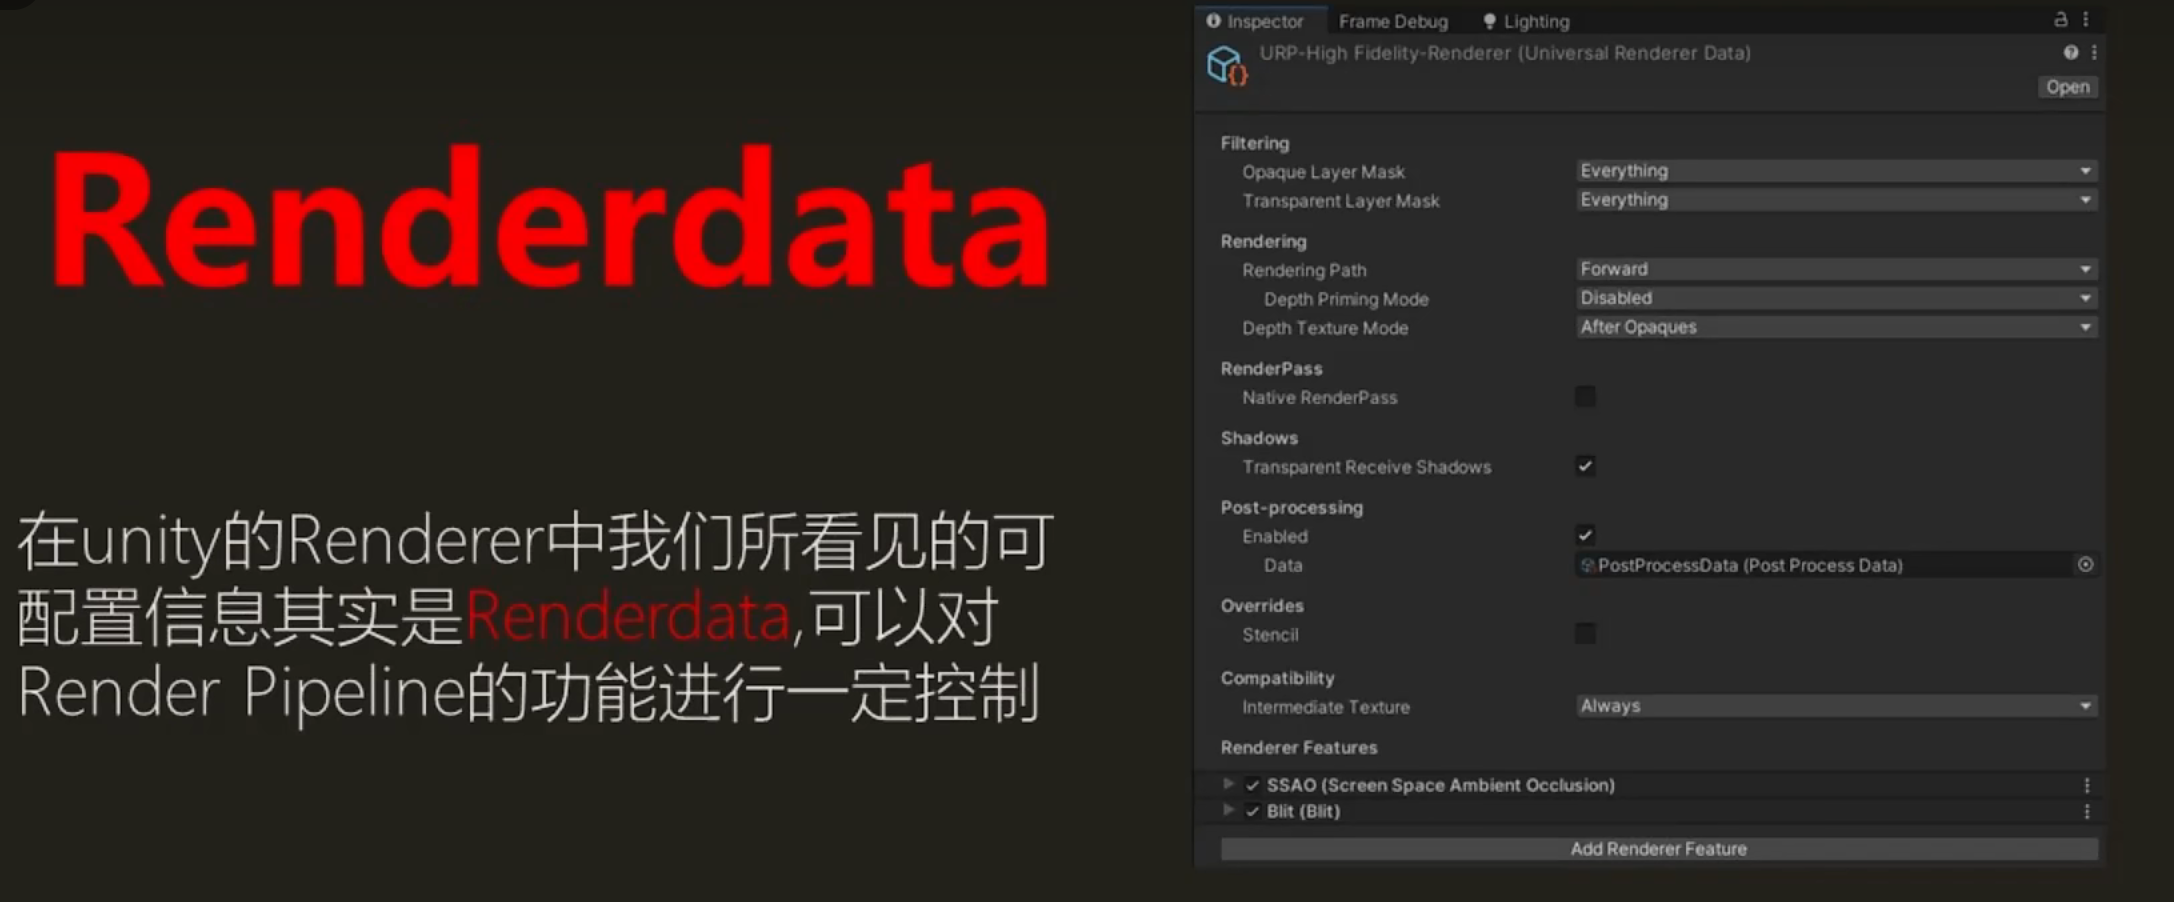 Renderdata
在unity的Renderer中我们所看见的可
配置信息其实是Renderdata,可以对
Render Pipeline的功能进行一定控制
Inspector Frame Debug Lighting
URP-High Fidelity-Renderer (Universal Renderer Data)
Open
Filtering
Opaque Layer Mask Everything
Transparent Layer Mask Everything
Rendering
Rendering Path Forward
Depth Priming Mode Disabled
Depth Texture Mode After Opaques
RenderPass
Native RenderPass
Shadows
Transparent Receive Shadows
Post-processing
Enabled
Data PostProcessData (Post Process Data)
Overrides
Stencil
Compatibility
Intermediate Texture Always
Renderer Features
SSAO (Screen Space Ambient Occlusion)
Blit (Blit)
Add Renderer Feature